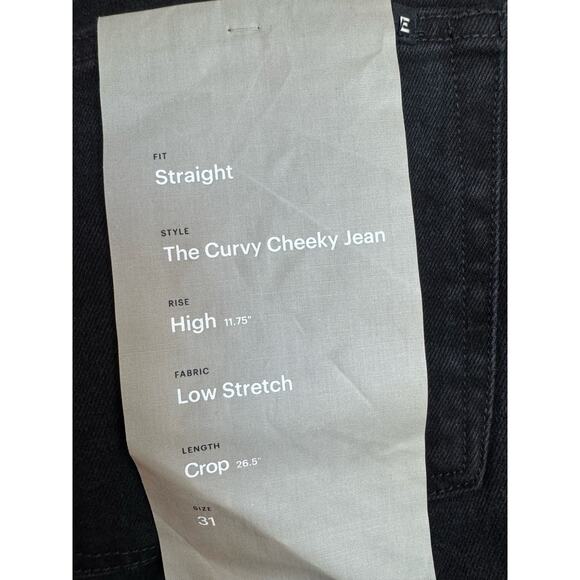 E
FIT
Straight
STYLE
The Curvy Cheeky Jean
RISE
High 11.75"
FABRIC
Low Stretch
LENGTH
Crop 26.5"
SIZE
31